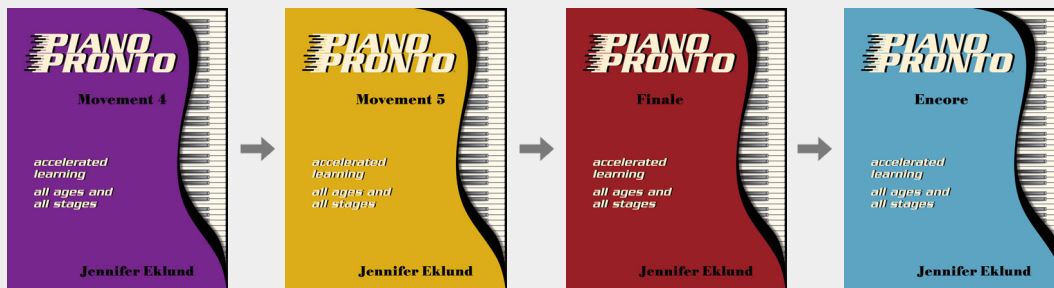 PIANO
PRONTO
Movement 4
accelerated
learning
all ages and
all stages
Jennifer Eklund
PIANO
PRONTO
Movement 5
accelerated
learning
all ages and
all stages
Jennifer Eklund
PIANO
PRONTO
Finale
accelerated
learning
all ages and
all stages
Jennifer Eklund
PIANO
PRONTO
Encore
accelerated
learning
all ages and
all stages
Jennifer Eklund